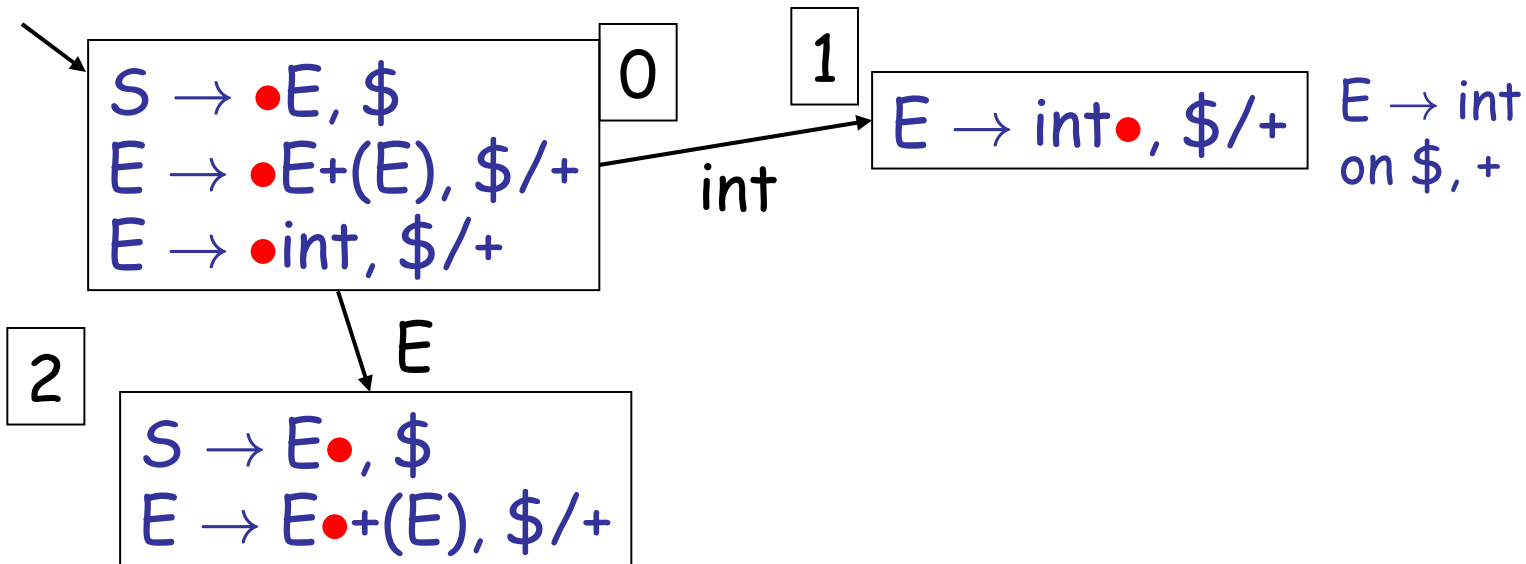 0
S → •E, $
E → •E+(E), $/+
E → •int, $/+
int
1
E → int•, $/+
E → int
on $, +
E
2
S → E•, $
E → E•+(E), $/+